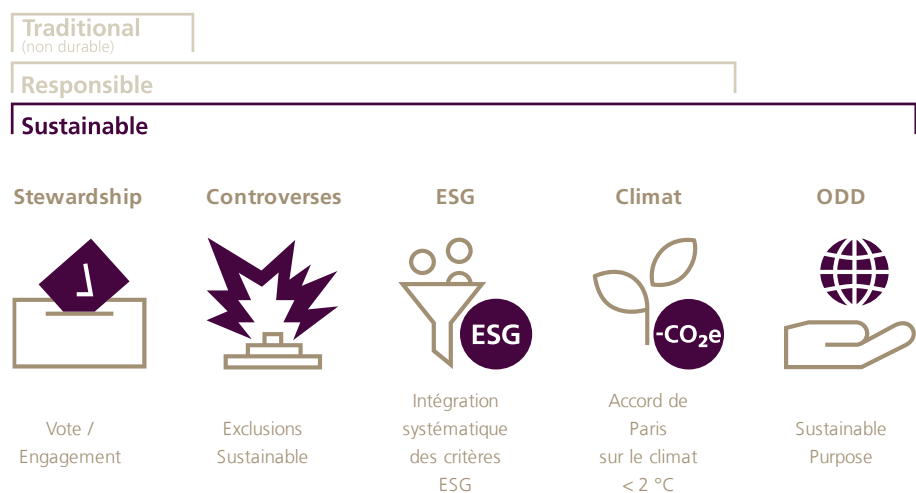 Traditional
(non durable)
Responsible
Sustainable
Stewardship
Controverses
ESG
Climat
ODD
ESG
-CO₂e
Vote /
Engagement
Exclusions
Sustainable
Intégration
systématique
des critères
ESG
Accord de
Paris
sur le climat
< 2 °C
Sustainable
Purpose